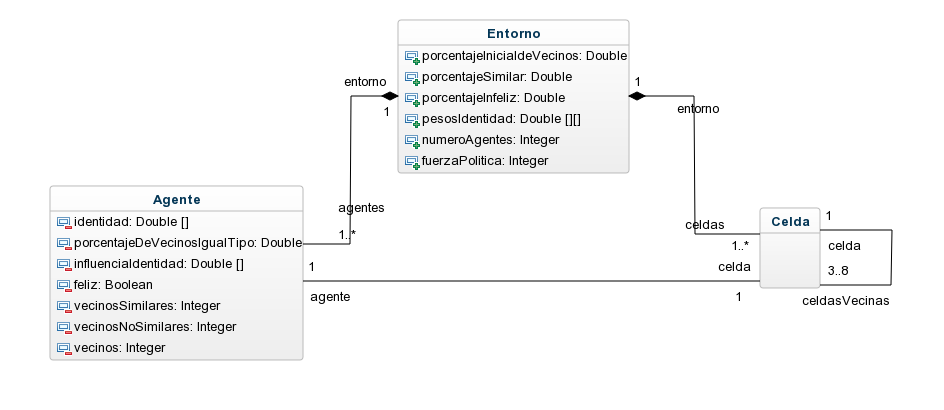 Entorno
porcentajeInicialdeVecinos: Double
porcentajeSimilar: Double
porcentajeInfeliz: Double
pesosIdentidad: Double [][]
numeroAgentes: Integer
fuerzaPolitica: Integer
entorno
1
1
entorno
agentes
1..*
celdas
1..*
Agente
identidad: Double []
porcentajeDeVecinosIgualTipo: Double
influenciaIdentidad: Double []
feliz: Boolean
vecinosSimilares: Integer
vecinosNoSimilares: Integer
vecinos: Integer
1
agente
celda
1
Celda
1
celda
3..8
celdasVecinas